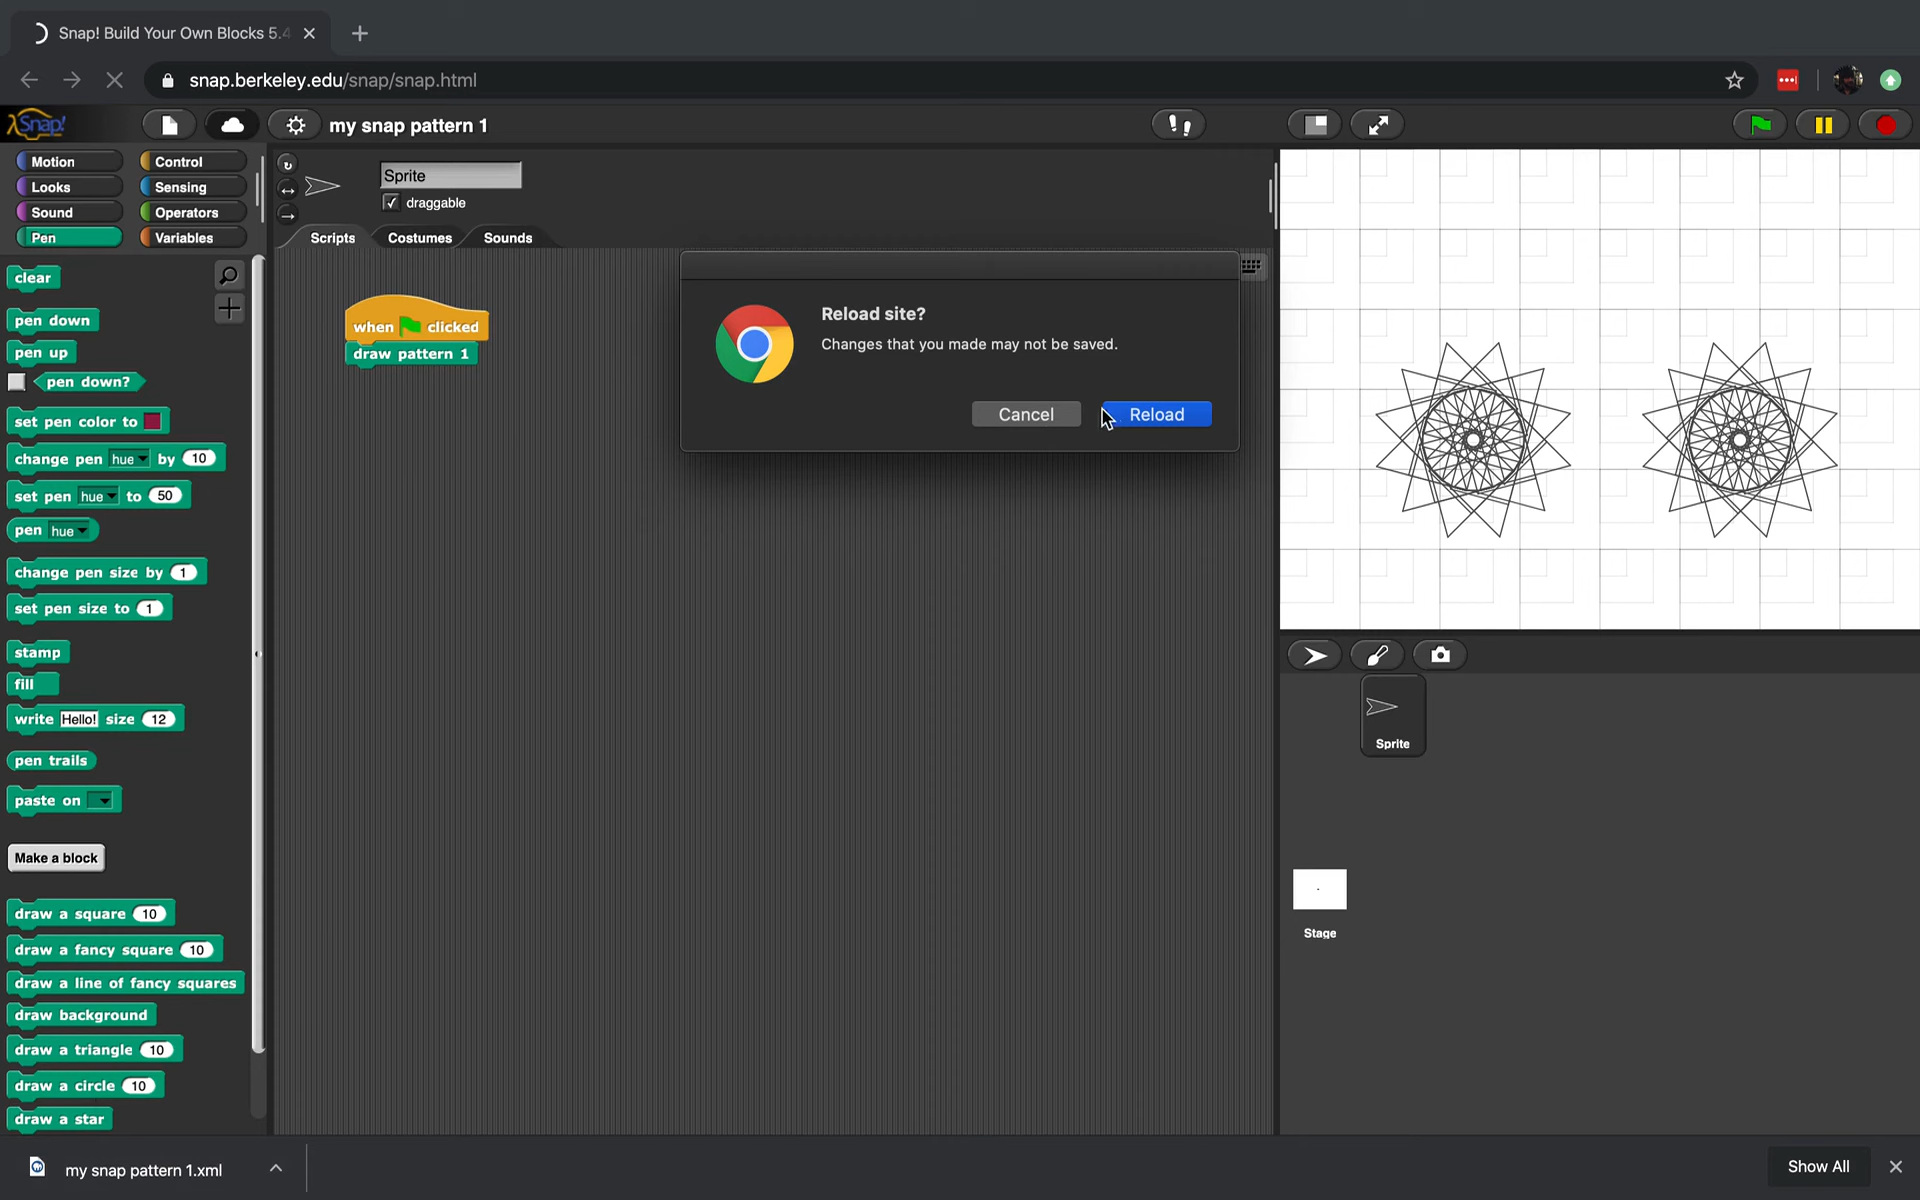 Snap! Build Your Own Blocks 5.4
snap.berkeley.edu/snap/snap.html
Snap!
my snap pattern 1
Motion
Control
Looks
Sensing
Sound
Operators
Pen
Variables
Sprite
draggable
Scripts
Costumes
Sounds
clear
pen down
pen up
pen down?
set pen color to
change pen hue by 10
set pen hue to 50
pen hue
change pen size by 1
set pen size to 1
stamp
fill
write Hello! size 12
pen trails
paste on
Make a block
draw a square 10
draw a fancy square 10
draw a line of fancy squares
draw background
draw a triangle 10
draw a circle 10
draw a star
when clicked
draw pattern 1
Reload site?
Changes that you made may not be saved.
Cancel
Reload
Sprite
Stage
my snap pattern 1.xml
Show All